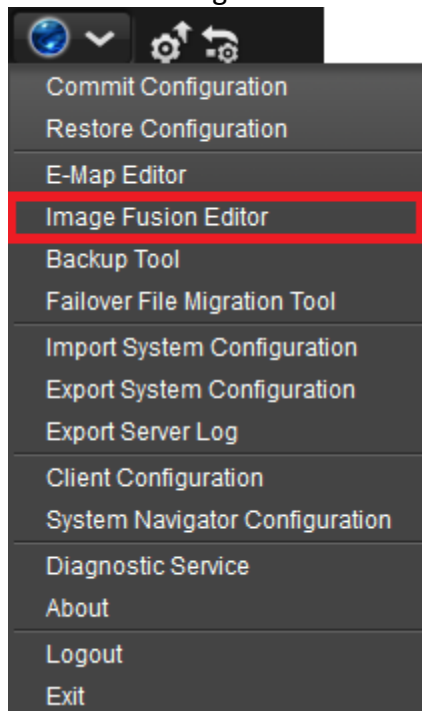 Commit Configuration
Restore Configuration
E-Map Editor
Image Fusion Editor
Backup Tool
Failover File Migration Tool
Import System Configuration
Export System Configuration
Export Server Log
Client Configuration
System Navigator Configuration
Diagnostic Service
About
Logout
Exit